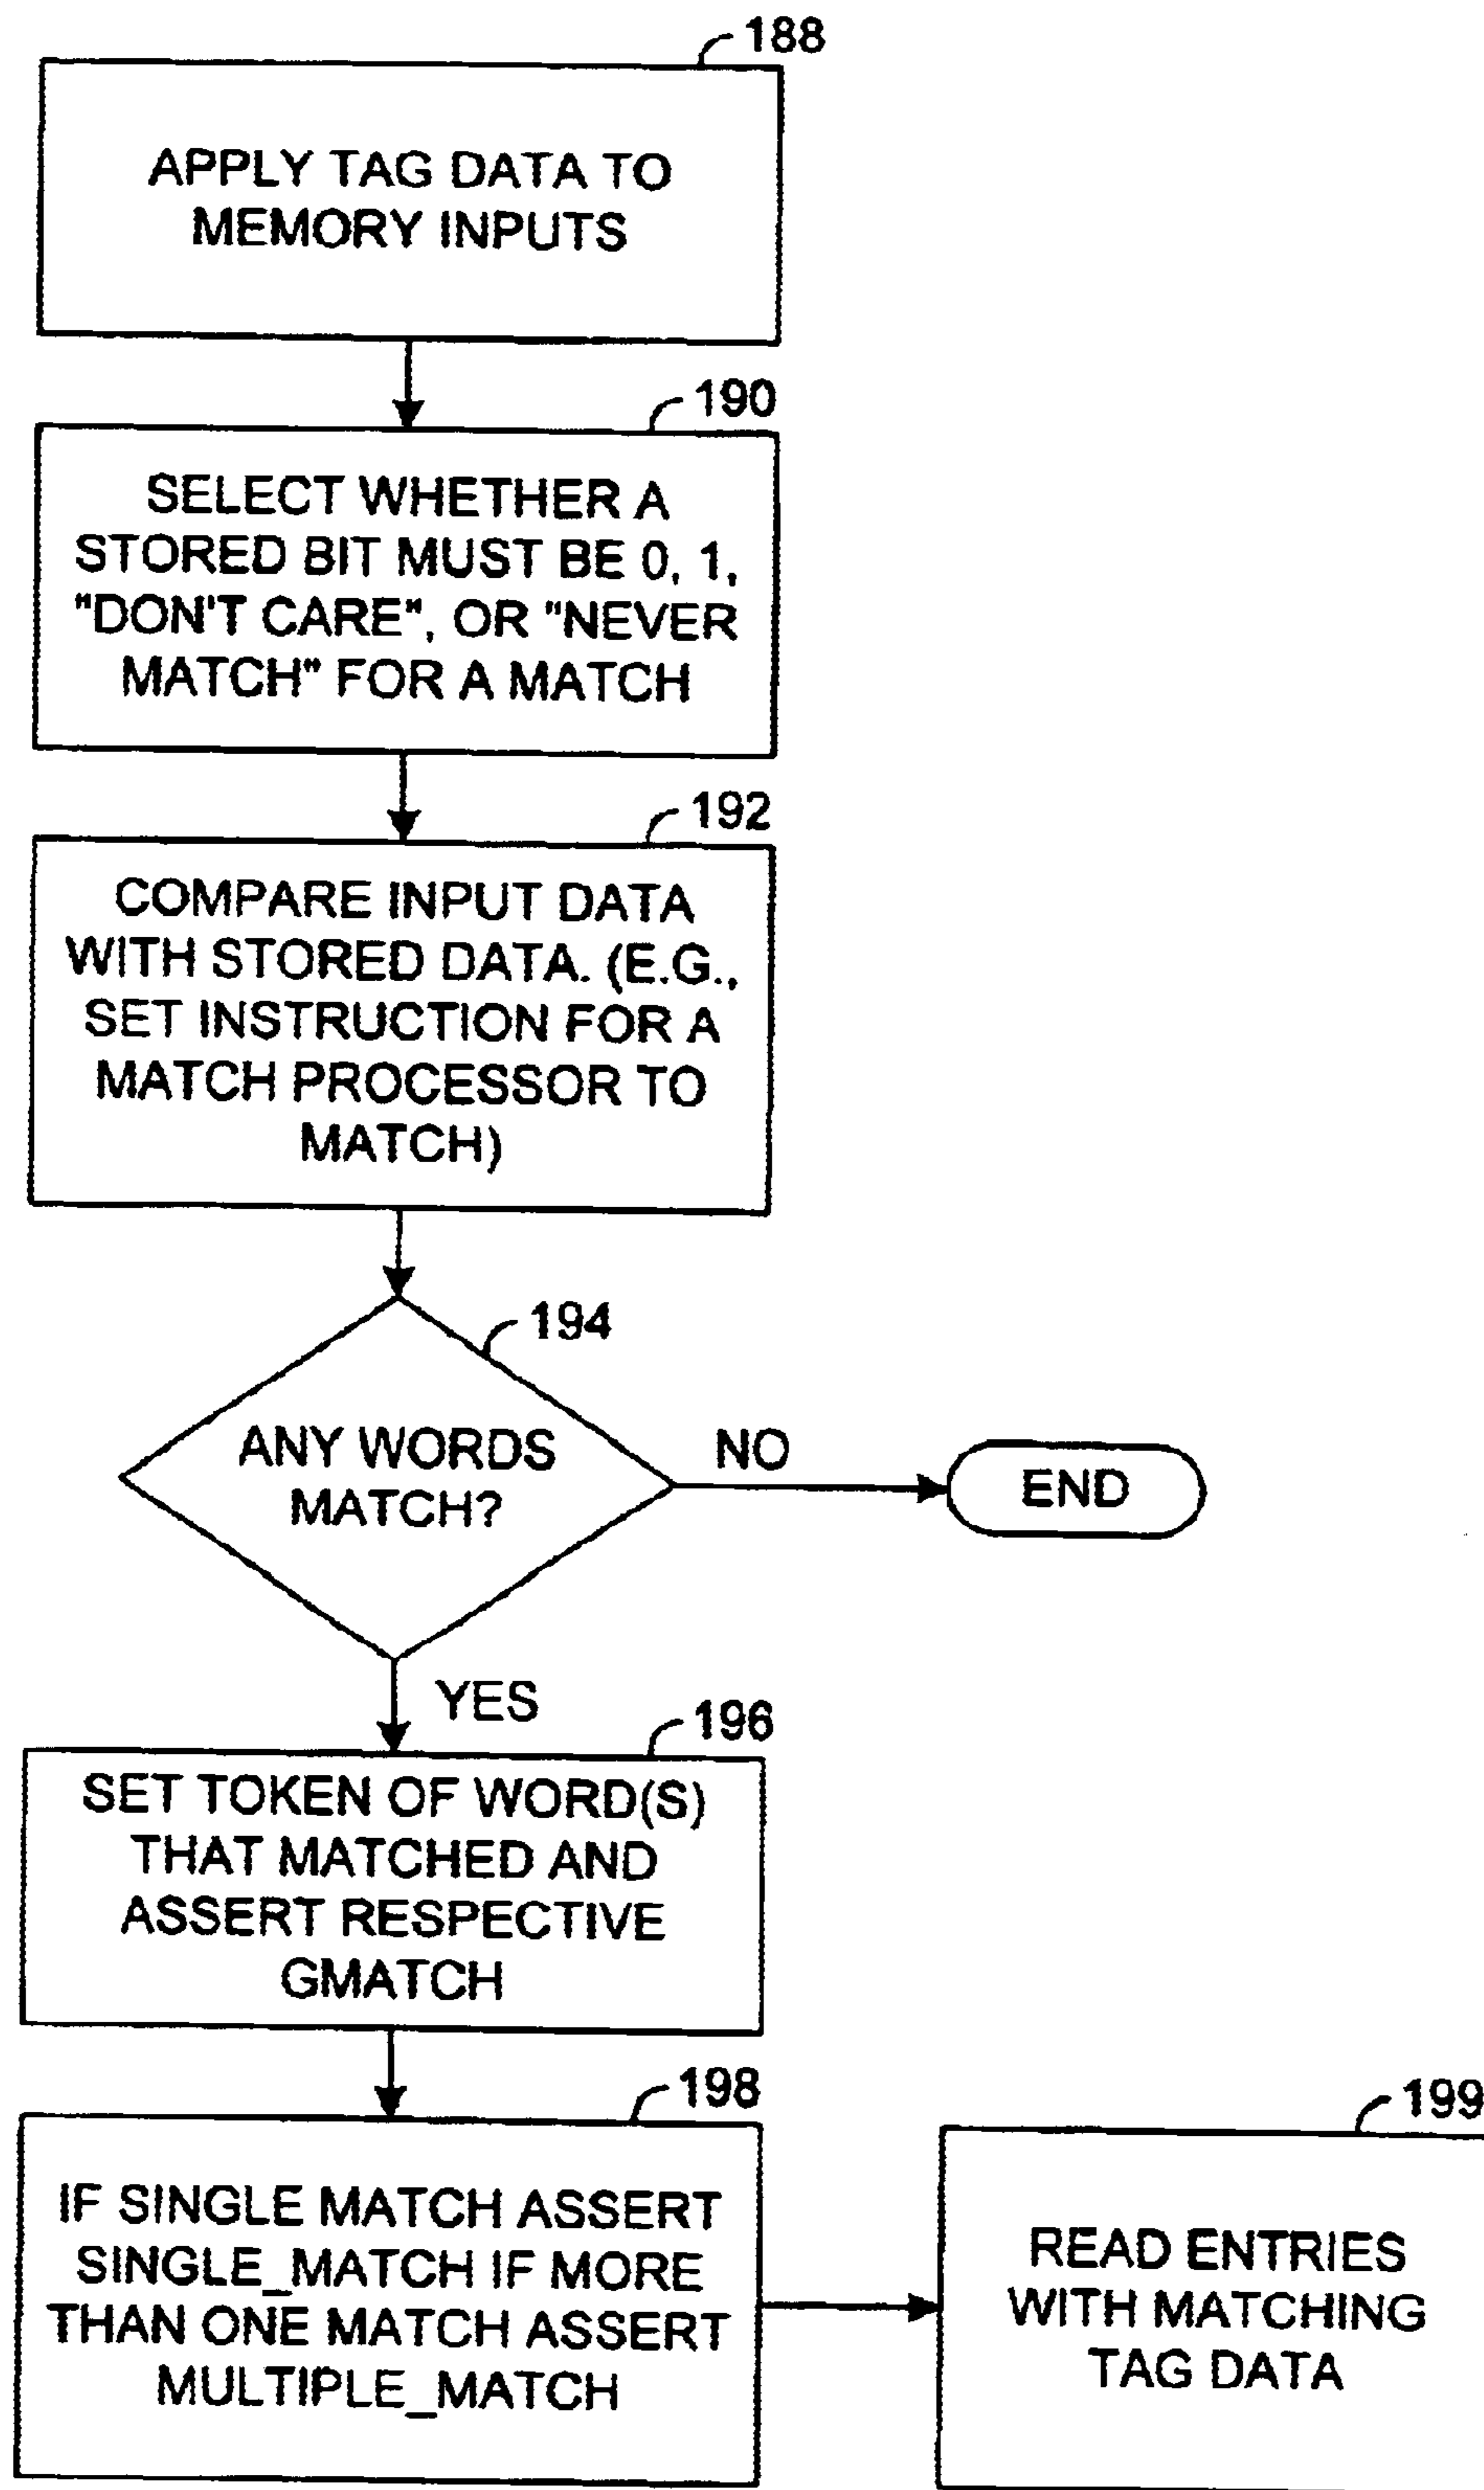 188
APPLY TAG DATA TO
MEMORY INPUTS
190
SELECT WHETHER A
STORED BIT MUST BE 0, 1,
"DON'T CARE", OR "NEVER
MATCH" FOR A MATCH
192
COMPARE INPUT DATA
WITH STORED DATA. (E.G.,
SET INSTRUCTION FOR A
MATCH PROCESSOR TO
MATCH)
194
ANY WORDS
MATCH?
NO
END
YES
196
SET TOKEN OF WORD(S)
THAT MATCHED AND
ASSERT RESPECTIVE
GMATCH
198
IF SINGLE MATCH ASSERT
SINGLE_MATCH IF MORE
THAN ONE MATCH ASSERT
MULTIPLE_MATCH
199
READ ENTRIES
WITH MATCHING
TAG DATA